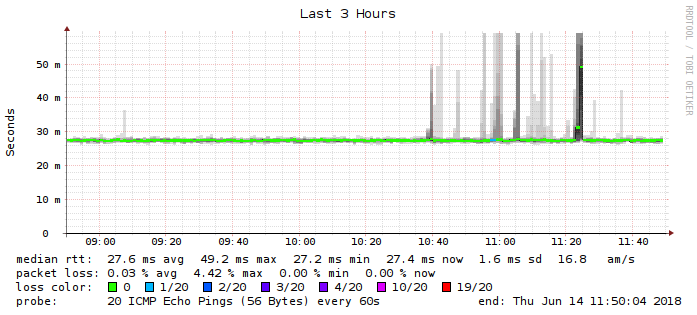 Last 3 Hours
RRDTOOL / TOBI OETIKER
Seconds
50 m
40 m
30 m
20 m
10 m
0
09:00 09:20 09:40 10:00 10:20 10:40 11:00 11:20 11:40
median rtt: 27.6 ms avg 49.2 ms max 27.2 ms min 27.4 ms now 1.6 ms sd 16.8 am/s
packet loss: 0.03 % avg 4.42 % max 0.00 % min 0.00 % now
loss color: 0 1/20 2/20 3/20 4/20 10/20 19/20
probe: 20 ICMP Echo Pings (56 Bytes) every 60s end: Thu Jun 14 11:50:04 2018